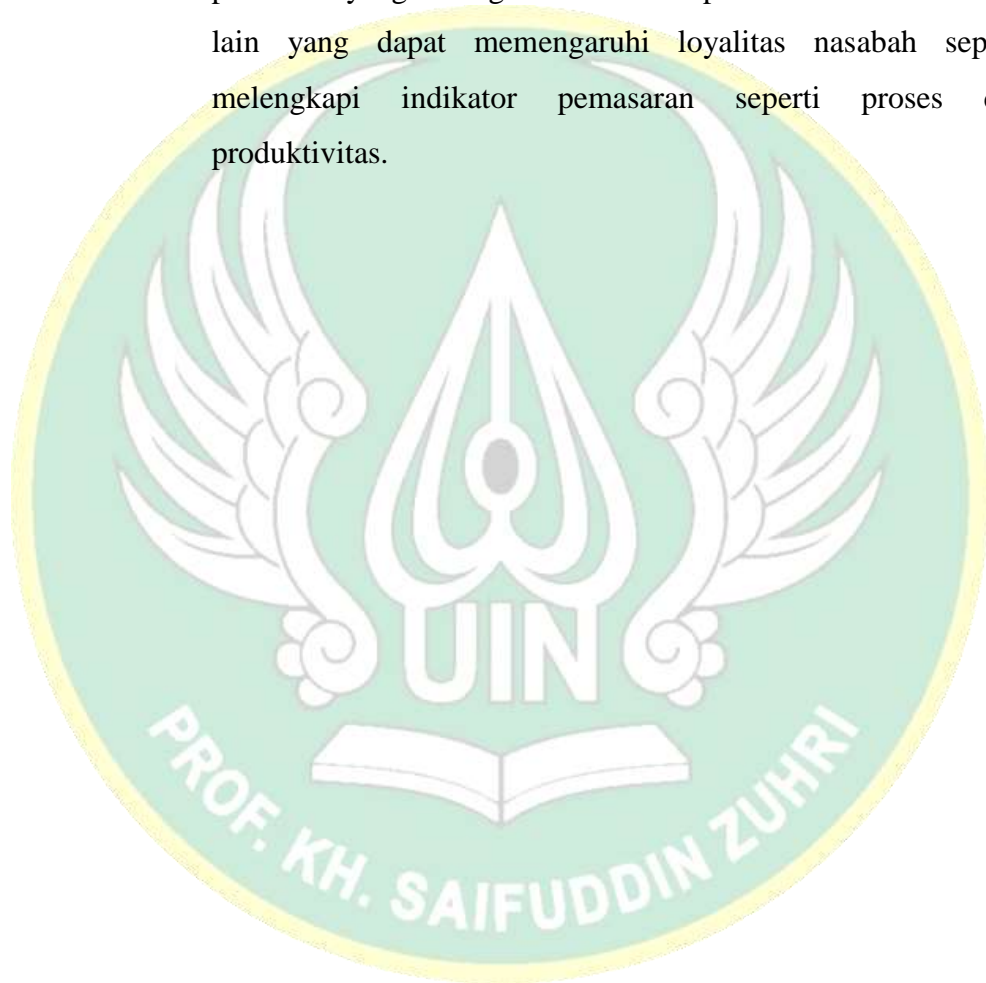 lain yang dapat memengaruhi loyalitas nasabah sep
melengkapi indikator pemasaran seperti proses
produktivitas.
UIN
PROF. KH. SAIFUDDIN ZUHRI